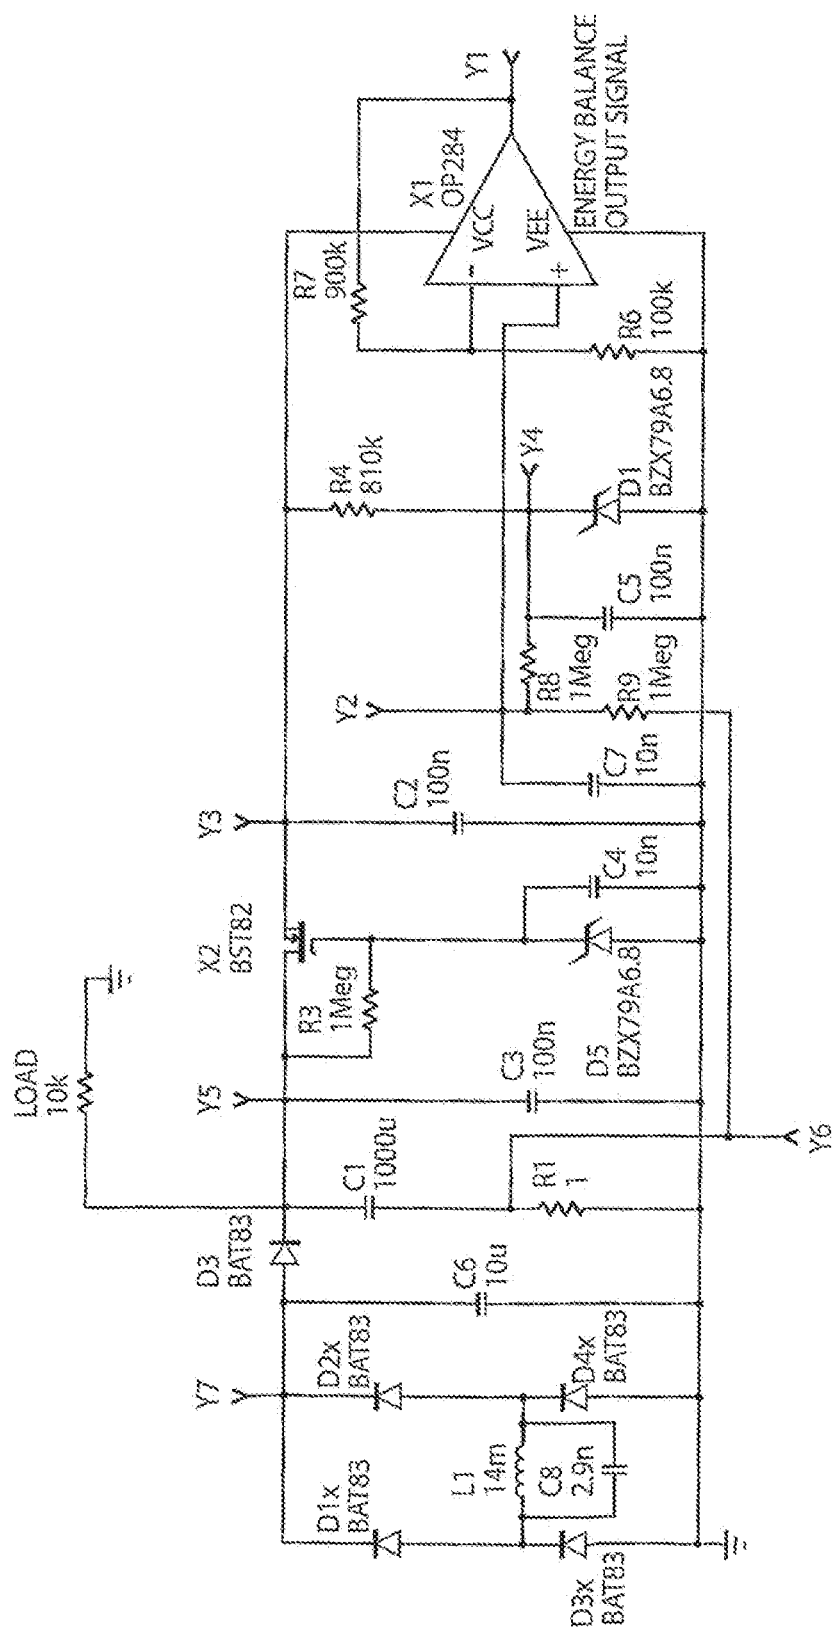 LOAD
10k
Y7
D3
BAT83
Y5
X2
BST82
Y3
Y2
D1x
BAT83
D2x
BAT83
C1
1000u
R3
1Meg
C2
100n
R4
810k
R7
900k
X1
OP284
Y1
VCC
-
VEE
+
ENERGY BALANCE
OUTPUT SIGNAL
L1
14m
C8
2.9n
C6
10u
R1
1
C3
100n
Y4
R8
1Meg
D3x
BAT83
D4x
BAT83
D5
BZX79A6.8
C4
10n
C7
10n
R9
1Meg
C5
100n
D1
BZX79A6.8
R6
100k
Y6